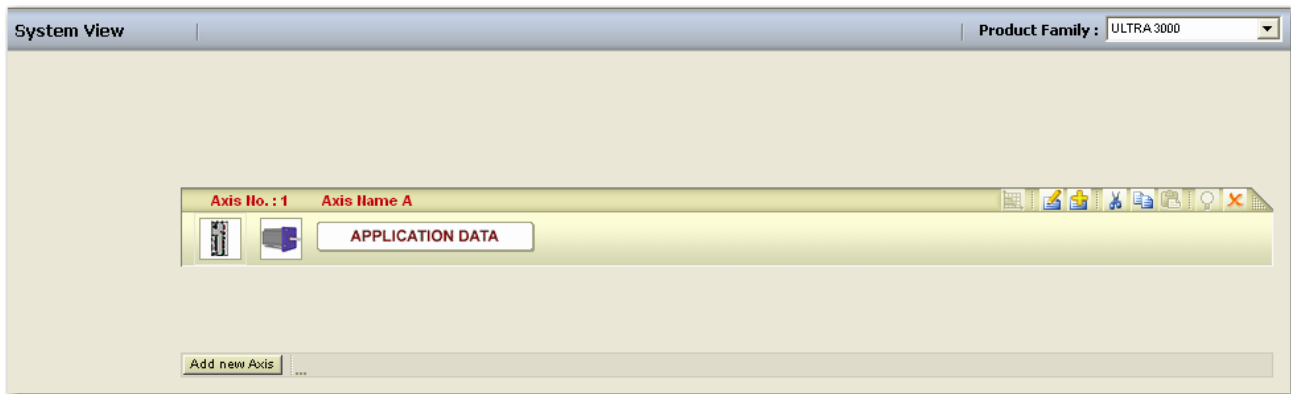 System View
Product Family : ULTRA 3000
Axis No. : 1 Axis Name A
APPLICATION DATA
Add new Axis ...